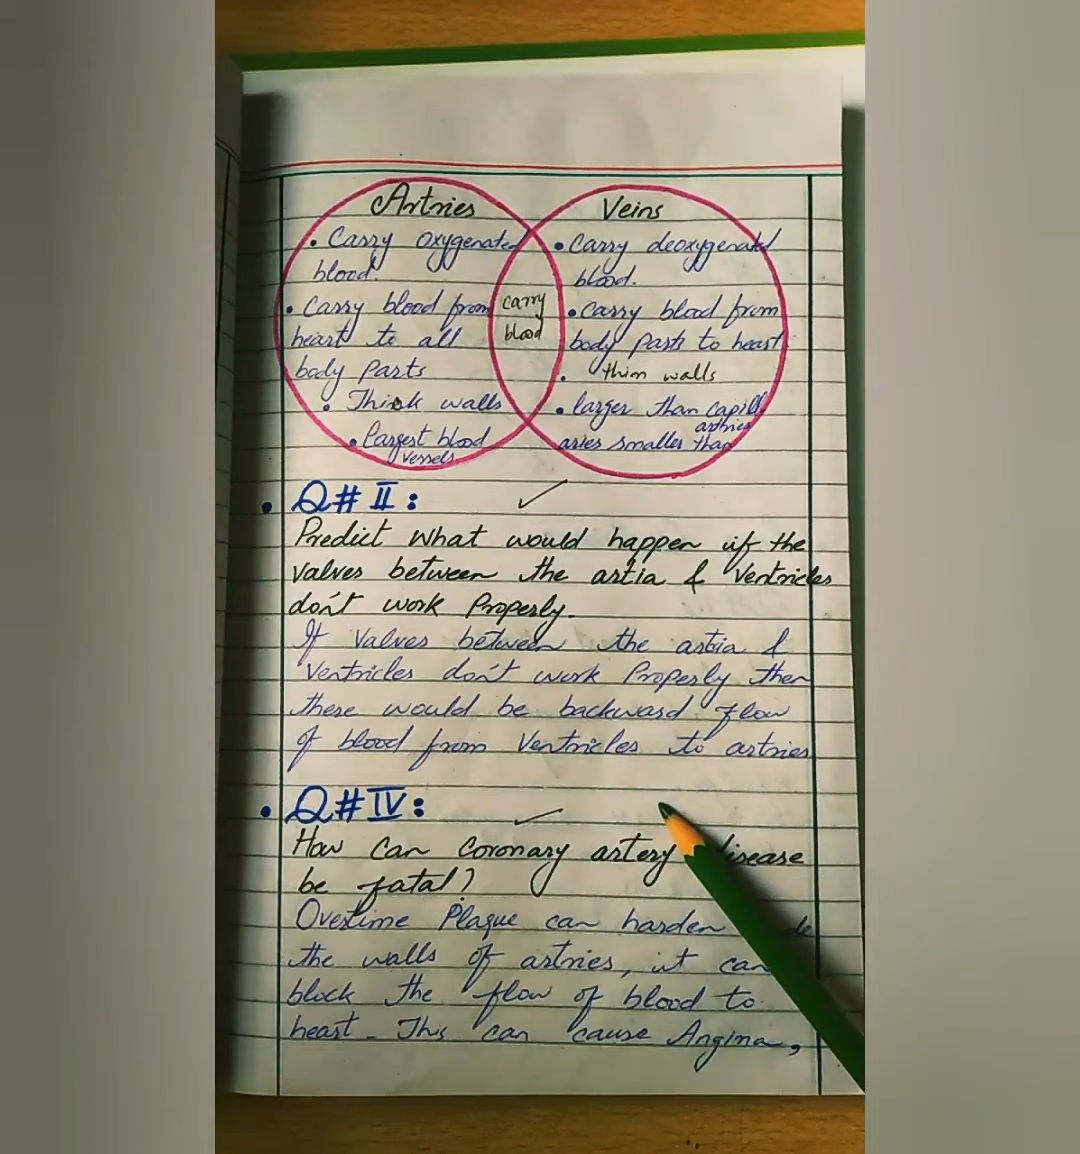 Artries
• Carry oxygenated
blood.
• Carry blood from
heart to all
body parts
• Thick walls
• Largest blood
vessels
carry
blood
Veins
• Carry deoxygenated
blood.
• Carry blood from
body parts to heart
• thin walls
• larger than capill
aries smaller than
artries
• Q# II:
Predict What would happen if the
valves between the artia & Ventricles
don't work Properly.
If valves between the artia &
Ventricles don't work Properly then
there would be backward flow
of blood from Ventricles to artries
• Q# IV:
How can Coronary artery disease
be fatal?
Overtime Plaque can harden
the walls of artries, it can
block the flow of blood to
heart. This can cause Angina,